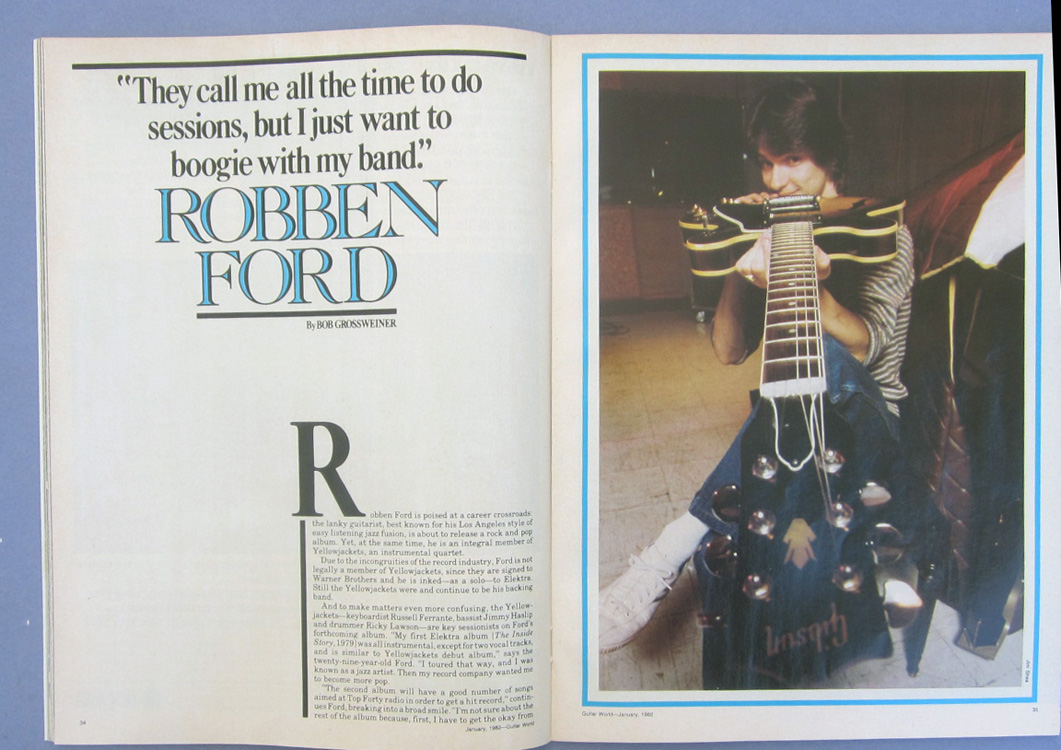 “They call me all the time to do
sessions, but I just want to
boogie with my band.”
ROBBEN
FORD
By BOB GROSSWEINER
Robben Ford is poised at a career crossroads:
the lanky guitarist, best known for his Los Angeles style of
easy listening jazz fusion, is about to release a rock and pop
album. Yet, at the same time, he is an integral member of
Yellowjackets, an instrumental quartet.
Due to the incongruities of the record industry, Ford is not
legally a member of Yellowjackets, since they are signed to
Warner Brothers and he is inked—as a solo—to Elektra.
Still the Yellowjackets were and continue to be his backing
band.
And to make matters even more confusing, the Yellow-
jackets—keyboardist Russell Ferrante, bassist Jimmy Haslip
and drummer Ricky Lawson—are key sessionists on Ford's
forthcoming album. "My first Elektra album [The Inside
Story, 1979] was all instrumental, except for two vocal tracks,
and is similar to Yellowjackets debut album," says the
twenty-nine-year-old Ford. "I toured that way, and I was
known as a jazz artist. Then my record company wanted me
to become more pop.
"The second album will have a good number of songs
aimed at Top Forty radio in order to get a hit record," contin-
ues Ford, breaking into a broad smile. "I'm not sure about the
rest of the album because, first, I have to get the okay from
34
January, 1982—Guitar World
Gibson
Jim Shea
Guitar World—January, 1982
35